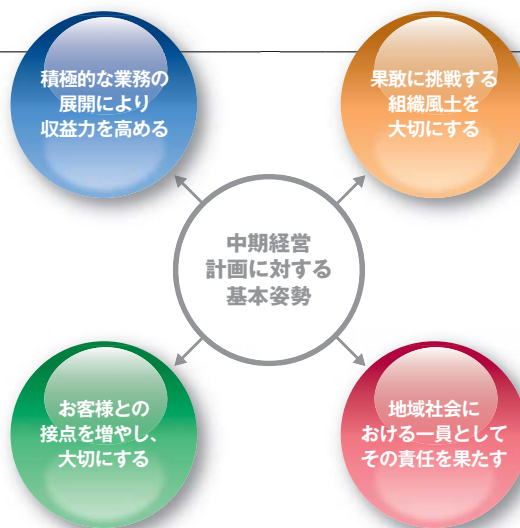 積極的な業務の
展開により
収益力を高める
果敢に挑戦する
組織風土を
大切にする
中期経営
計画に対する
基本姿勢
お客様との
接点を増やし、
大切にする
地域社会に
おける一員として
その責任を果たす